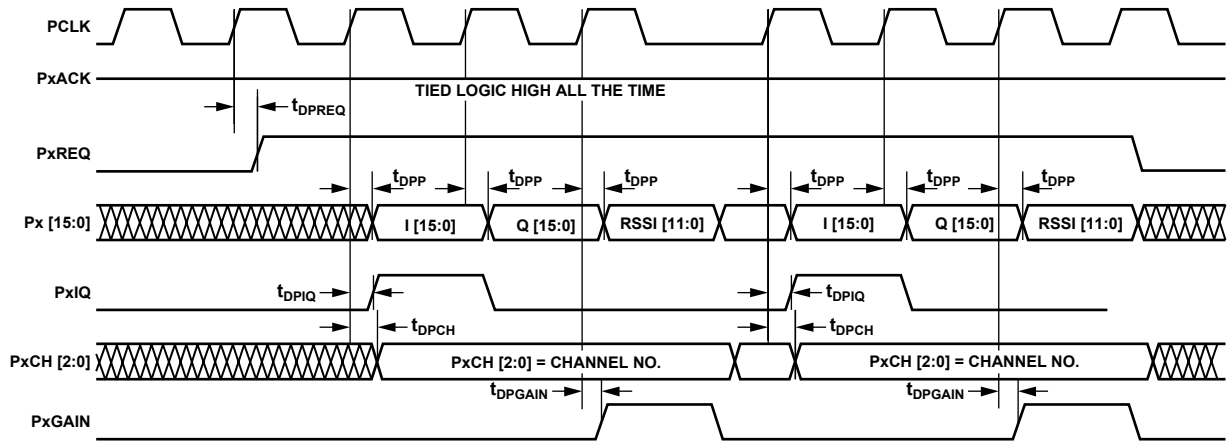 PCLK
PxACK
TIED LOGIC HIGH ALL THE TIME
tDPREQ
PxREQ
tDPP tDPP tDPP tDPP tDPP tDPP
Px [15:0] I [15:0] Q [15:0] RSSI [11:0] I [15:0] Q [15:0] RSSI [11:0]
PxIQ tDPIQ tDPIQ
tDPCH tDPCH
PxCH [2:0] PxCH [2:0] = CHANNEL NO. PxCH [2:0] = CHANNEL NO.
tDPGAIN tDPGAIN
PxGAIN